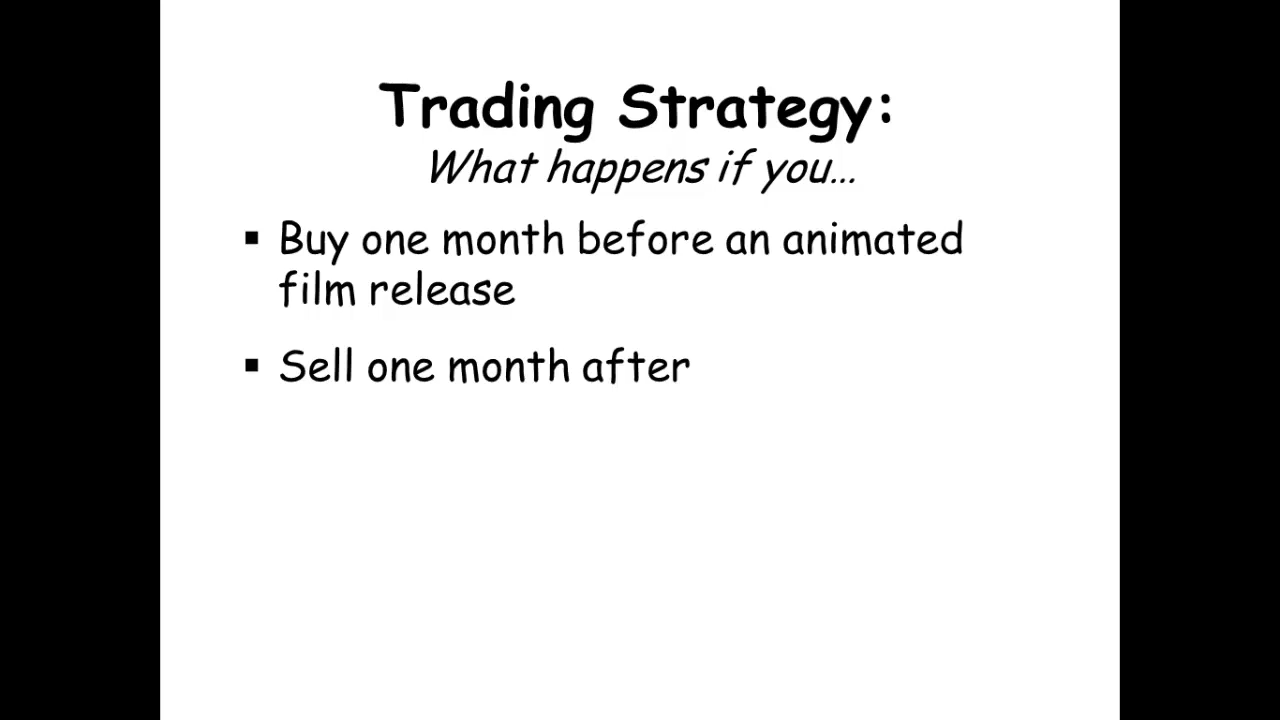 Trading Strategy:
What happens if you...
▪ Buy one month before an animated
film release
▪ Sell one month after